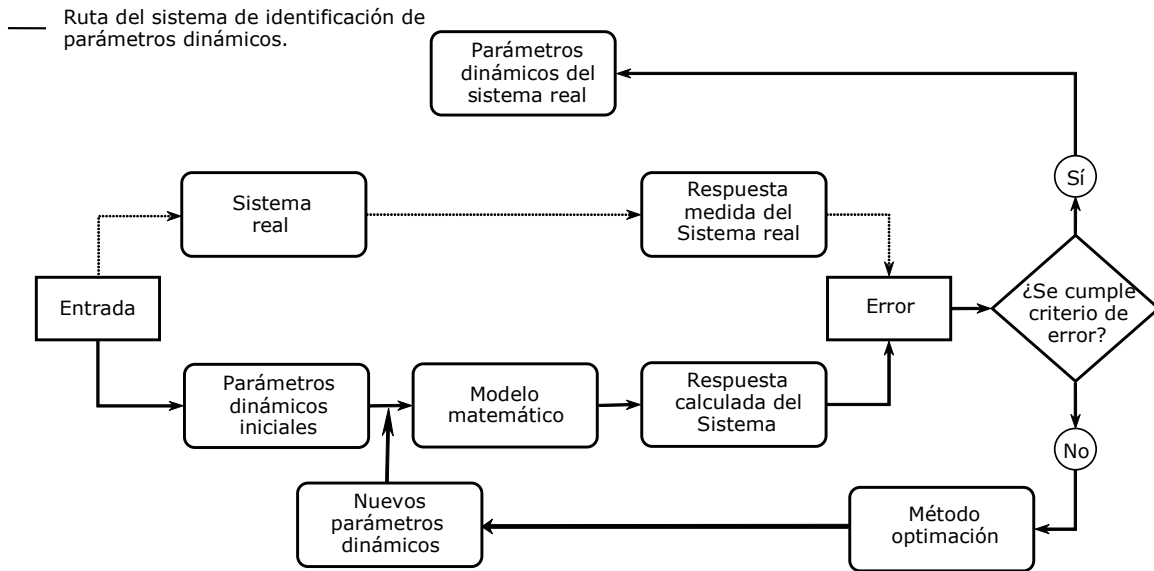 Ruta del sistema de identificación de
parámetros dinámicos.
Parámetros
dinámicos del
sistema real
Sí
Sistema
real
Respuesta
medida del
Sistema real
Entrada
Error
¿Se cumple
criterio de
error?
Parámetros
dinámicos
iniciales
Modelo
matemático
Respuesta
calculada del
Sistema
No
Nuevos
parámetros
dinámicos
Método
optimación